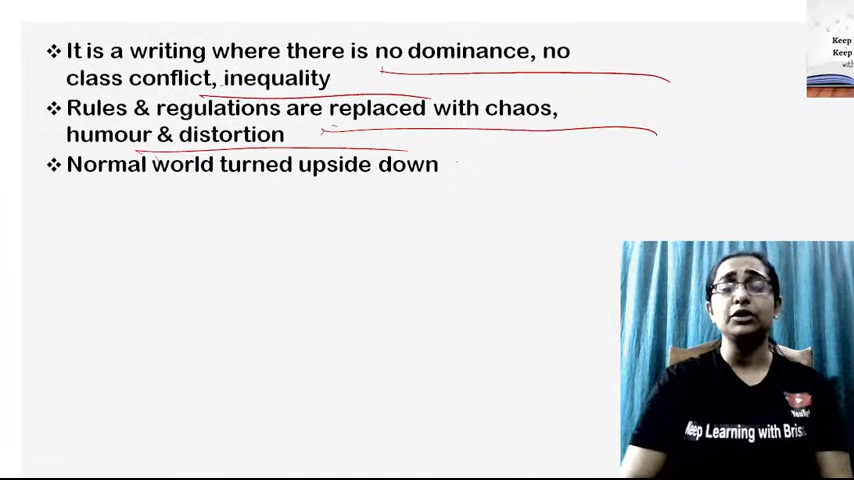 It is a writing where there is no dominance, no
class conflict, inequality
Rules & regulations are replaced with chaos,
humour & distortion
Normal world turned upside down
Keep
Keep
with
Keep Learning with Bris